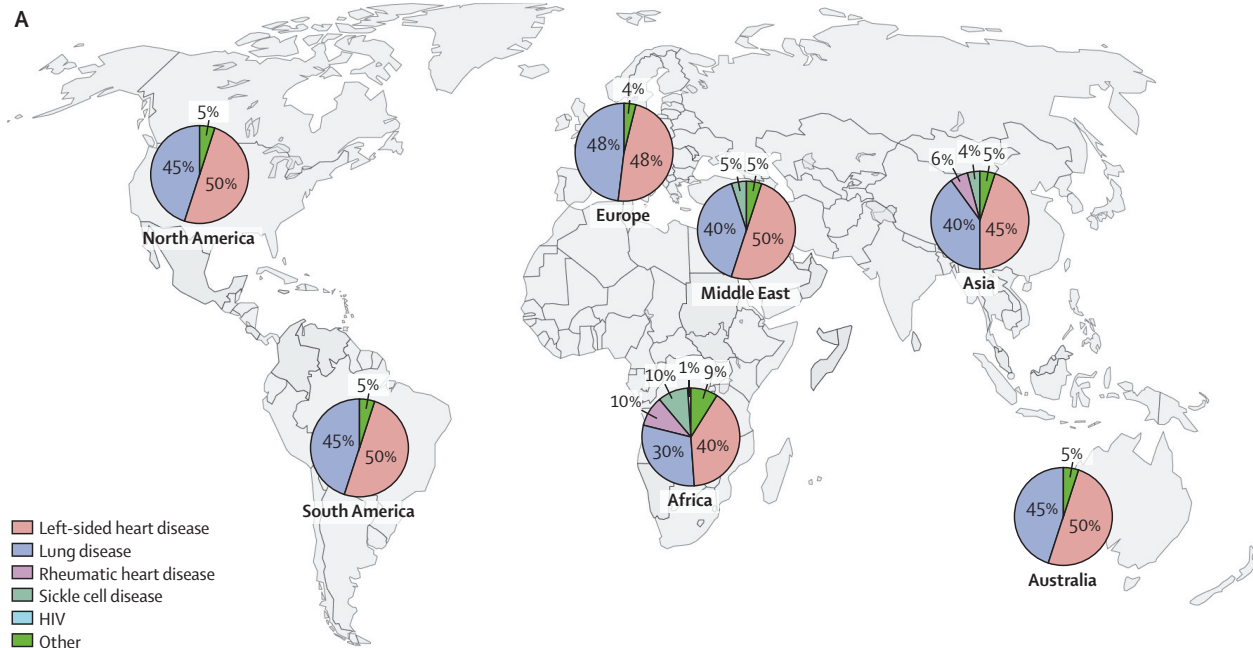 A
5%
45%
50%
North America
4%
48%
48%
Europe
5% 5%
40%
50%
Middle East
6% 4% 5%
40%
45%
Asia
5%
45%
50%
South America
10% 10% 1% 9%
30%
40%
Africa
5%
45%
50%
Australia
Left-sided heart disease
Lung disease
Rheumatic heart disease
Sickle cell disease
HIV
Other